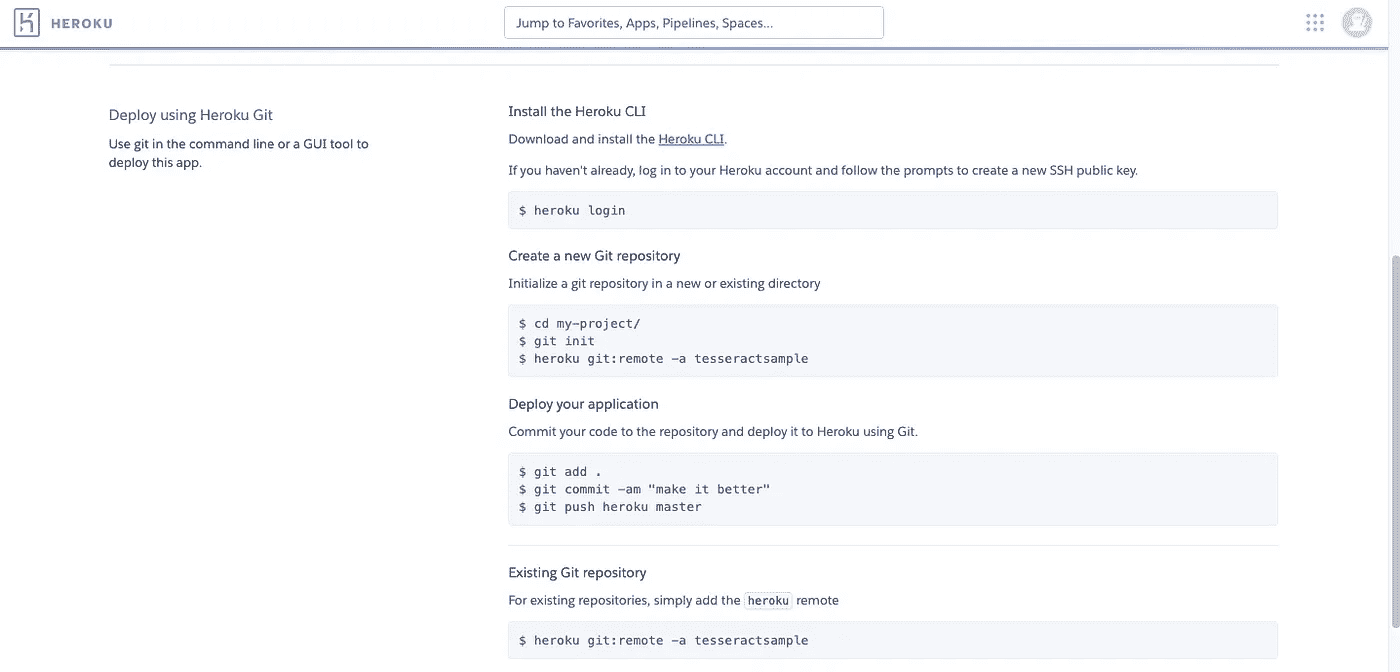 HEROKU
Jump to Favorites, Apps, Pipelines, Spaces...
Deploy using Heroku Git
Use git in the command line or a GUI tool to
deploy this app.
Install the Heroku CLI
Download and install the Heroku CLI.
If you haven't already, log in to your Heroku account and follow the prompts to create a new SSH public key.
$ heroku login
Create a new Git repository
Initialize a git repository in a new or existing directory
$ cd my-project/
$ git init
$ heroku git:remote -a tesseractsample
Deploy your application
Commit your code to the repository and deploy it to Heroku using Git.
$ git add .
$ git commit -am "make it better"
$ git push heroku master
Existing Git repository
For existing repositories, simply add the heroku remote
$ heroku git:remote -a tesseractsample